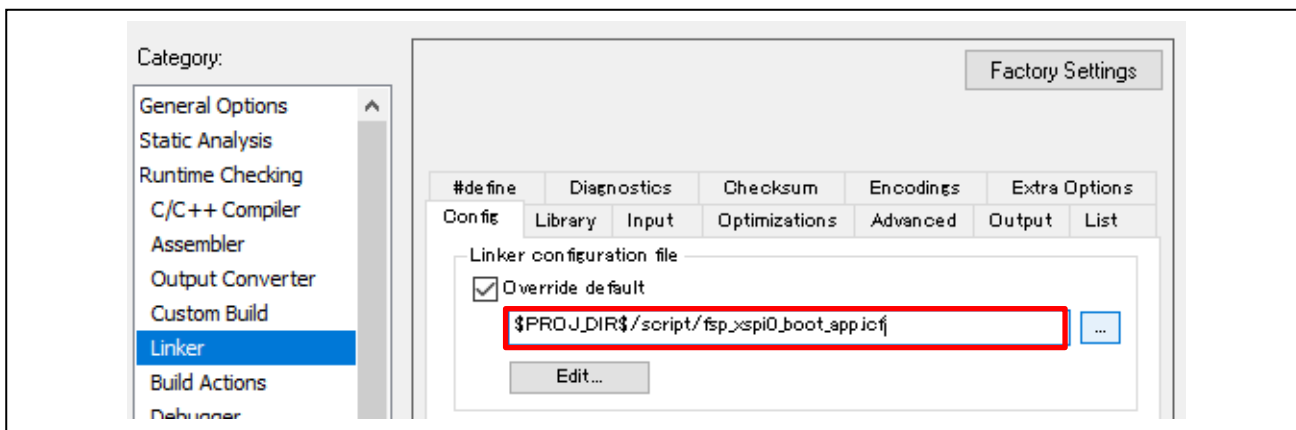 Category:
General Options
Static Analysis
Runtime Checking
C/C++ Compiler
Assembler
Output Converter
Custom Build
Linker
Build Actions
Debugger
Factory Settings
#define Diagnostics Checksum Encodings Extra Options
Config Library Input Optimizations Advanced Output List
Linker configuration file
Override default
$PROJ_DIR$/script/fsp_xspi0_boot_app.icf
...
Edit...